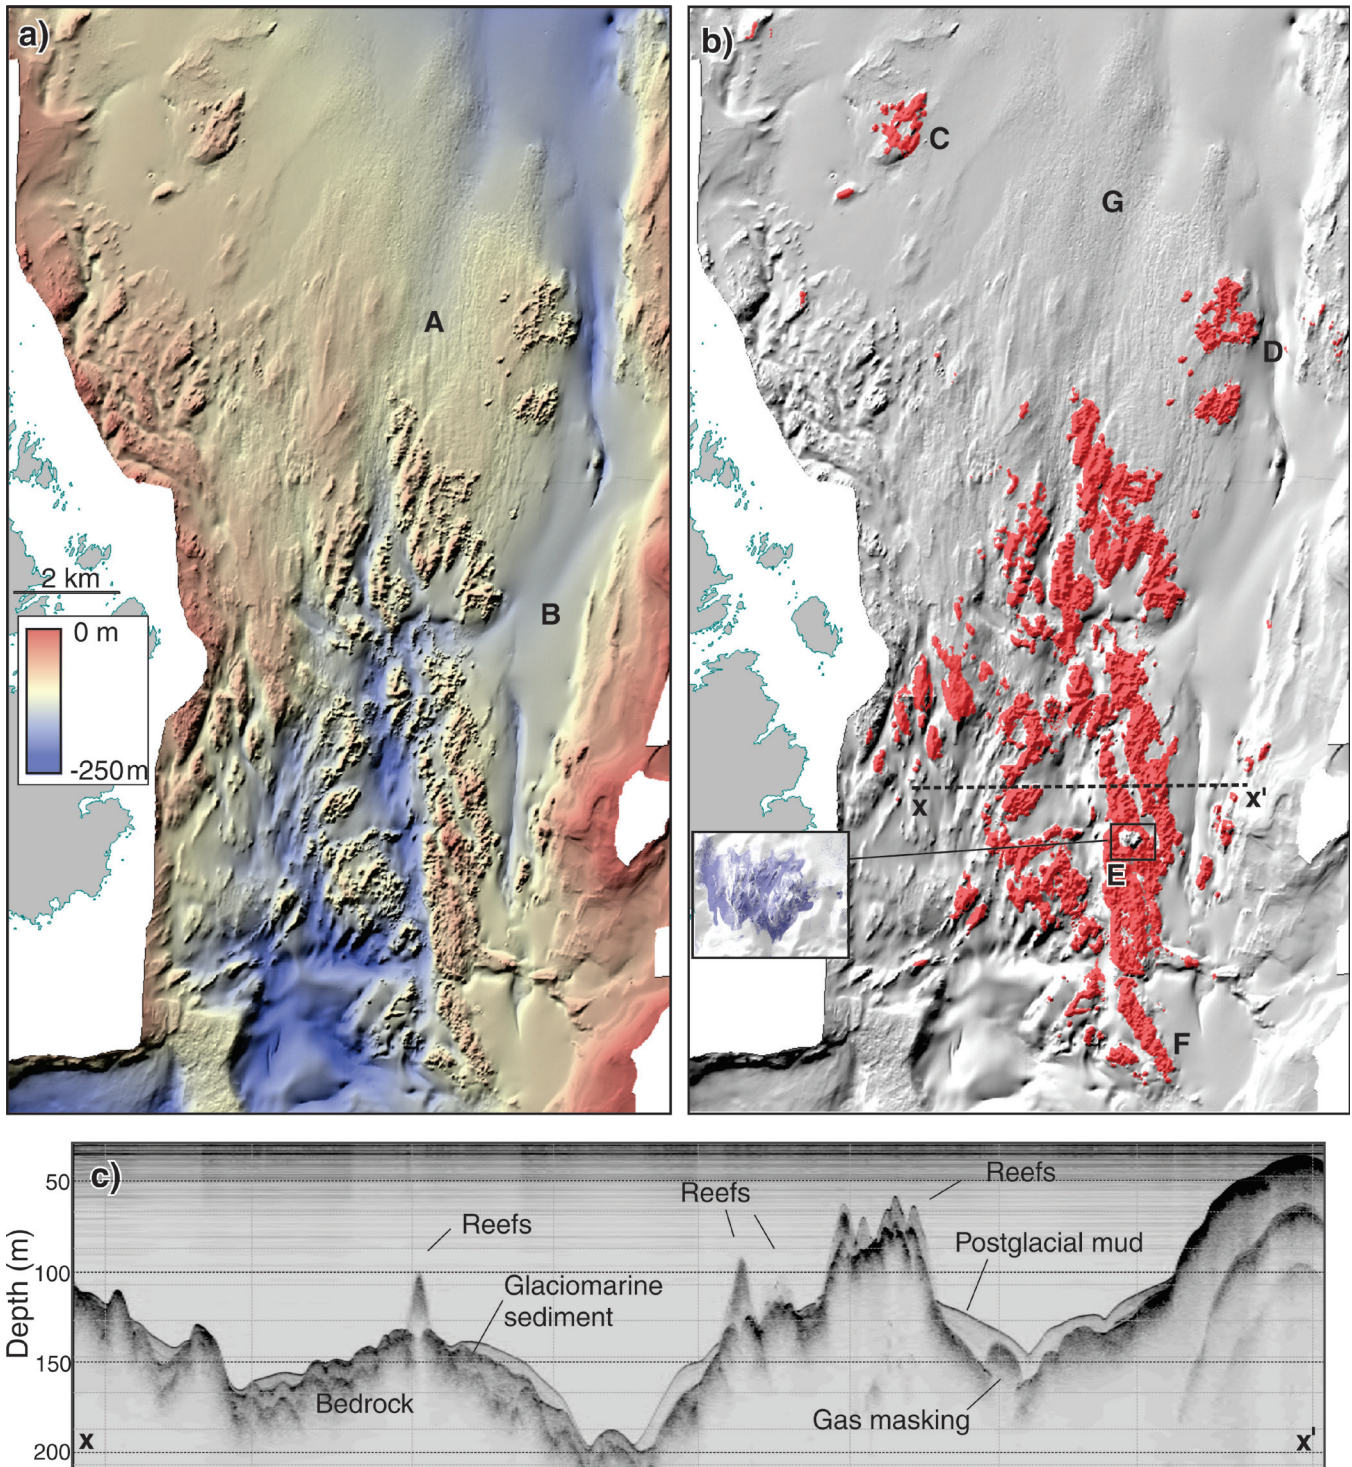 a)
A
B
2 km
0 m
-250m
b)
C
G
D
x
x'
E
F
c)
Depth (m)
50
100
150
200
Reefs
Reefs
Reefs
Glaciomarine
sediment
Postglacial mud
Bedrock
Gas masking
x
x'